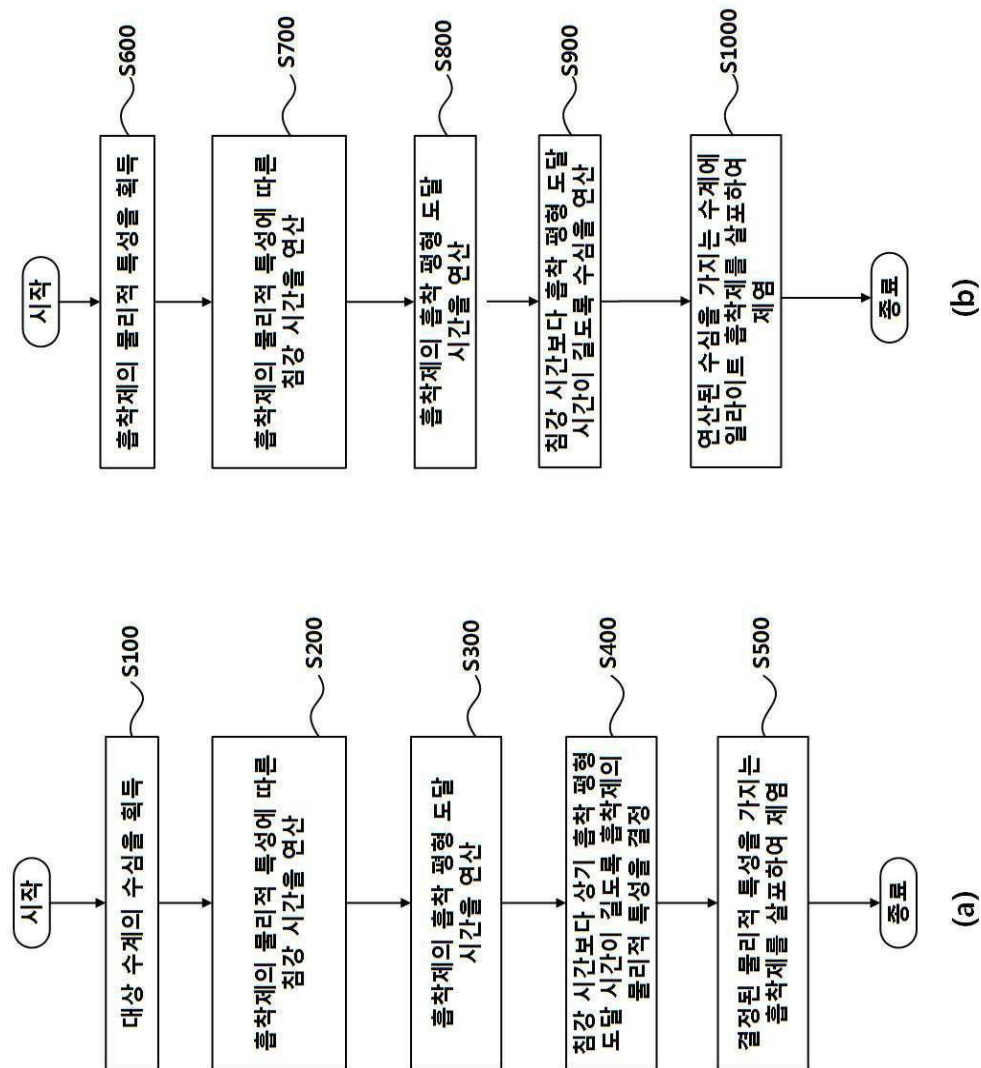 시작
대상 수계의 수심을 획득
S100
흡착제의 물리적 특성에 따른
침강 시간을 연산
S200
흡착제의 흡착 평형 도달
시간을 연산
S300
침강 시간보다 상기 흡착 평형
도달 시간이 길도록 흡착제의
물리적 특성을 결정
S400
결정된 물리적 특성을 가지는
흡착제를 살포하여 제염
S500
종료
(a)
시작
흡착제의 물리적 특성을 획득
S600
흡착제의 물리적 특성에 따른
침강 시간을 연산
S700
흡착제의 흡착 평형 도달
시간을 연산
S800
침강 시간보다 흡착 평형 도달
시간이 길도록 수심을 연산
S900
연산된 수심을 가지는 수계에
일라이트 흡착제를 살포하여
제염
S1000
종료
(b)